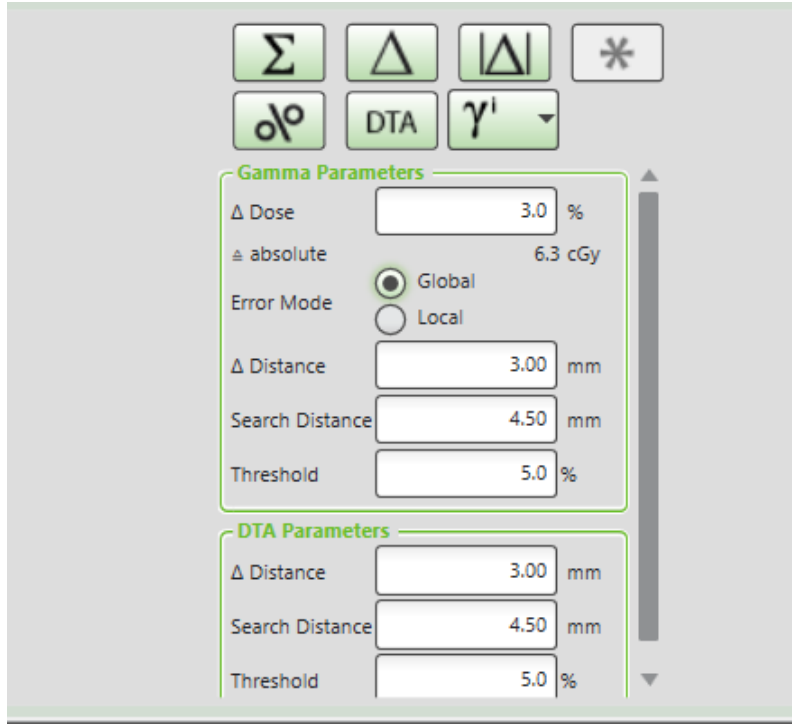 Σ Δ |Δ| *
o\o DTA γⁱ
Gamma Parameters
Δ Dose 3.0 %
≙ absolute 6.3 cGy
Error Mode
Global
Local
Δ Distance 3.00 mm
Search Distance 4.50 mm
Threshold 5.0 %
DTA Parameters
Δ Distance 3.00 mm
Search Distance 4.50 mm
Threshold 5.0 %